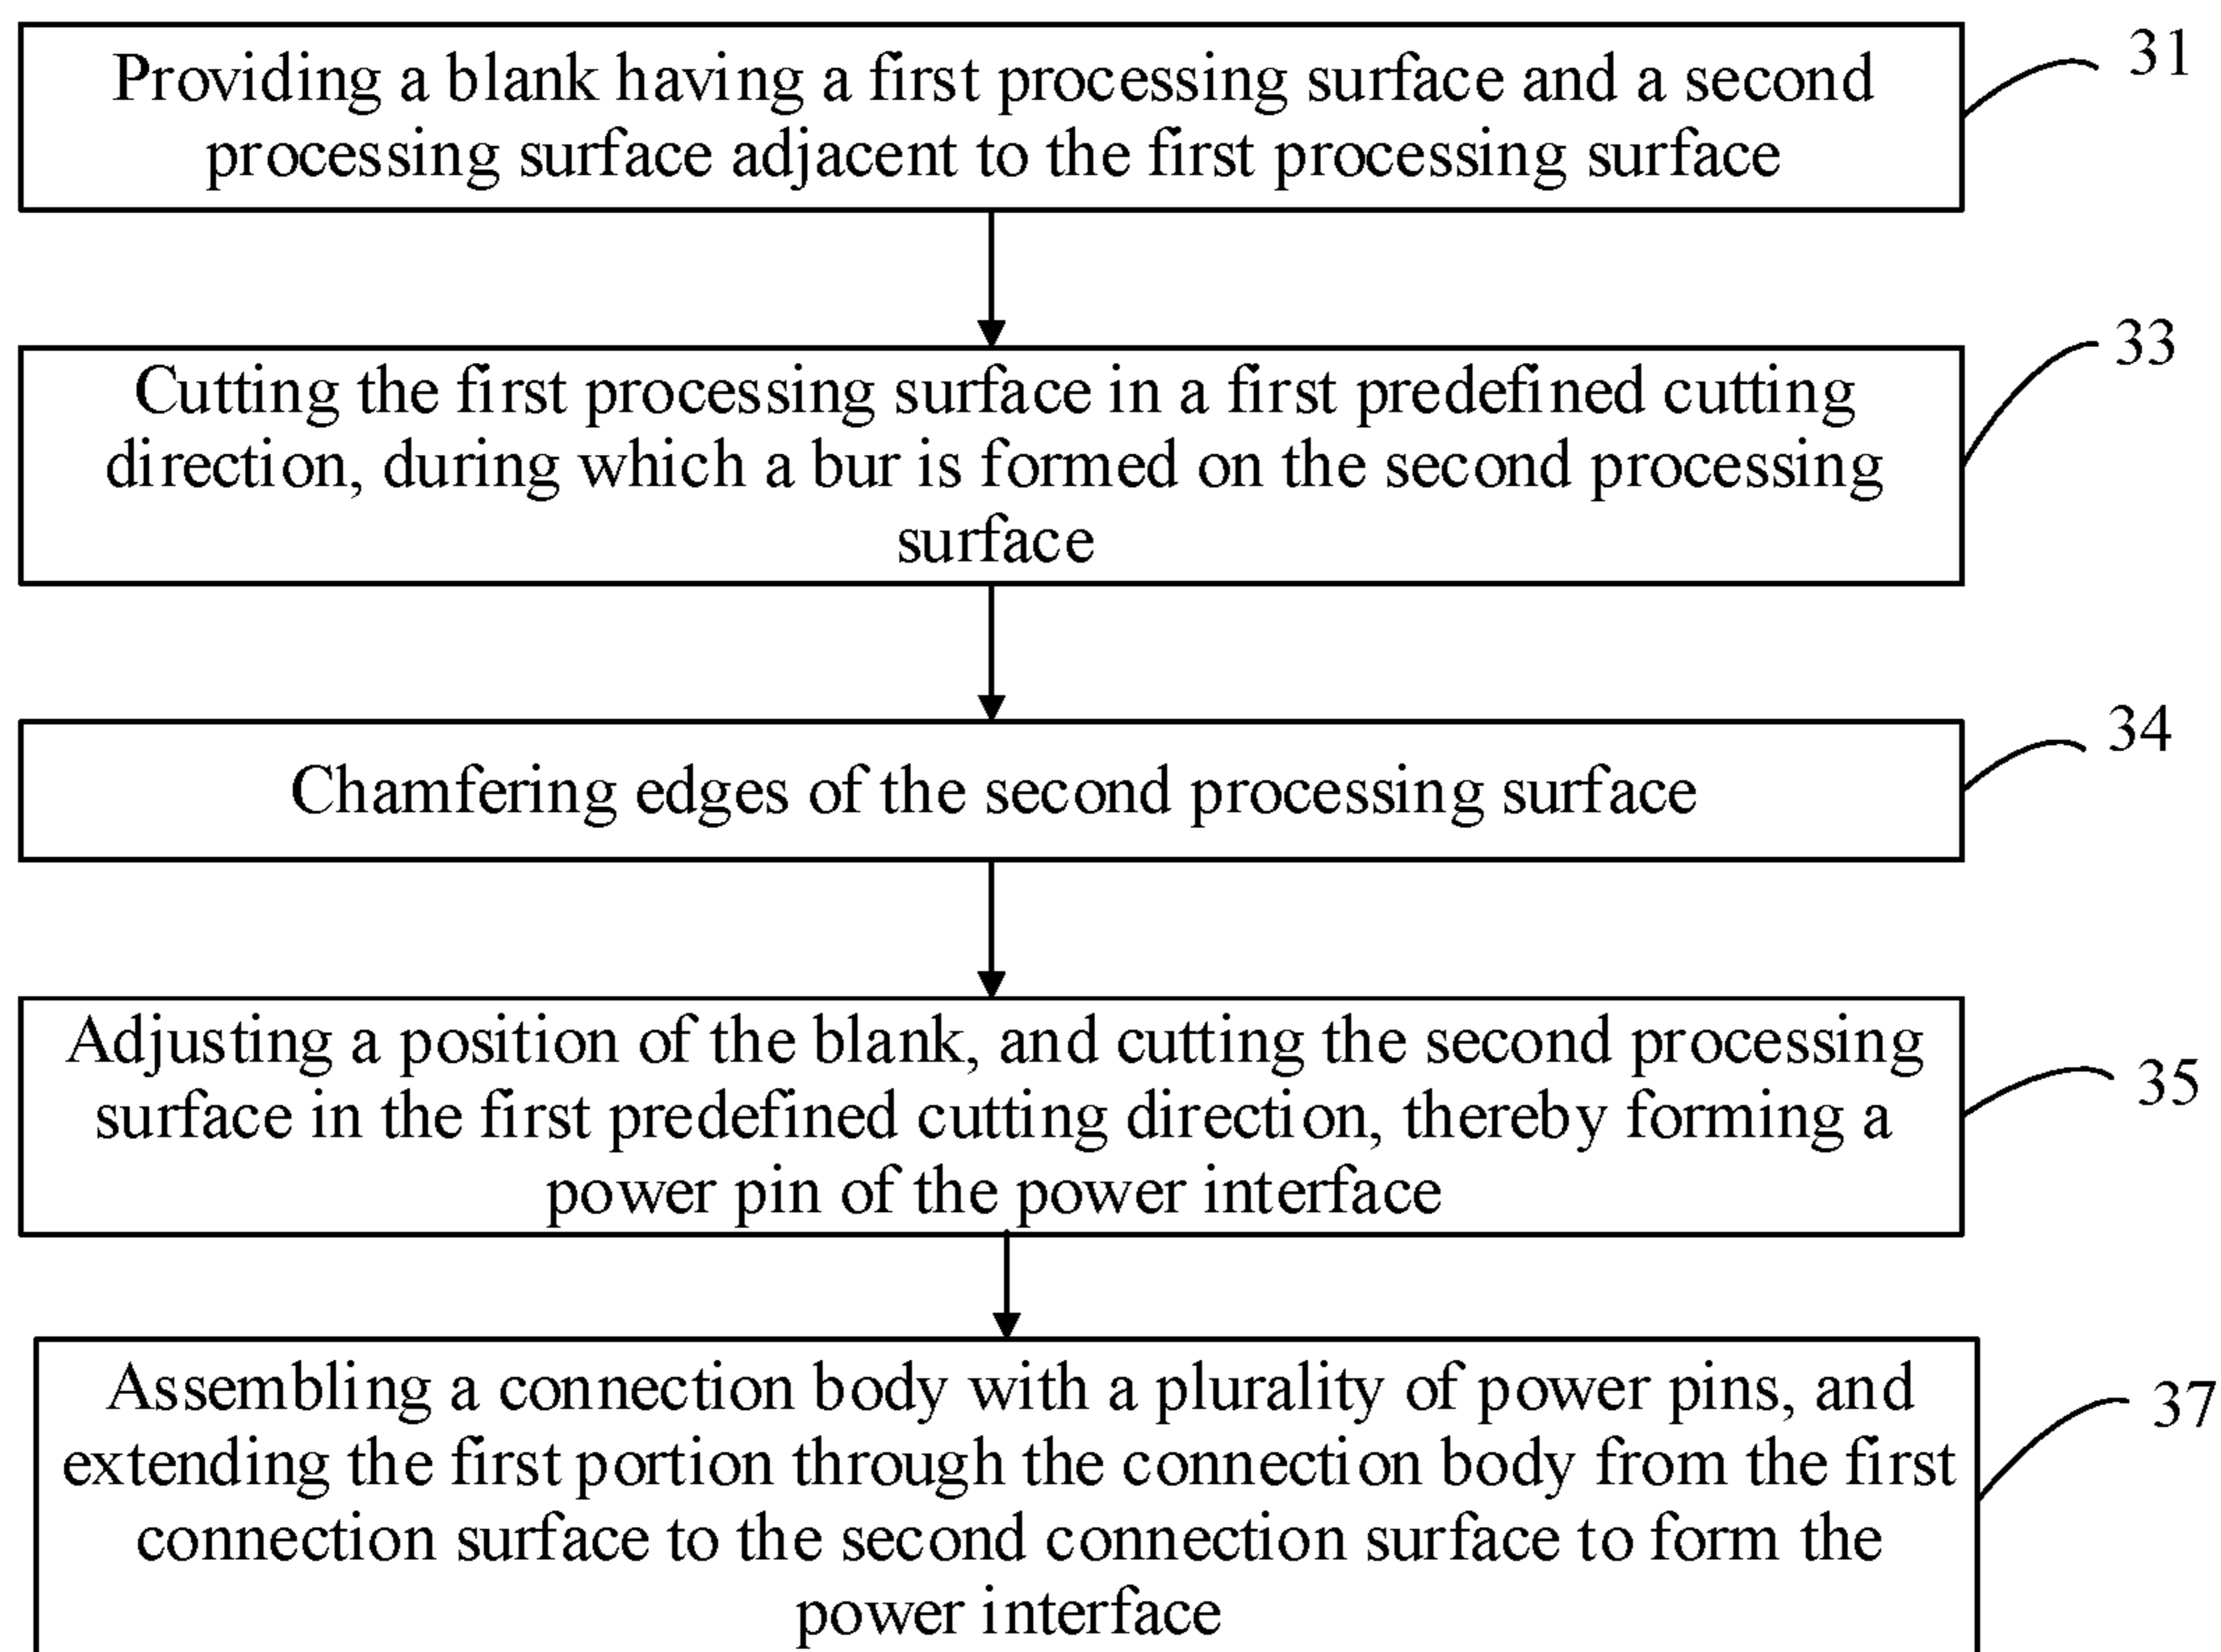 Providing a blank having a first processing surface and a second
processing surface adjacent to the first processing surface
31
Cutting the first processing surface in a first predefined cutting
direction, during which a bur is formed on the second processing
surface
33
Chamfering edges of the second processing surface
34
Adjusting a position of the blank, and cutting the second processing
surface in the first predefined cutting direction, thereby forming a
power pin of the power interface
35
Assembling a connection body with a plurality of power pins, and
extending the first portion through the connection body from the first
connection surface to the second connection surface to form the
power interface
37